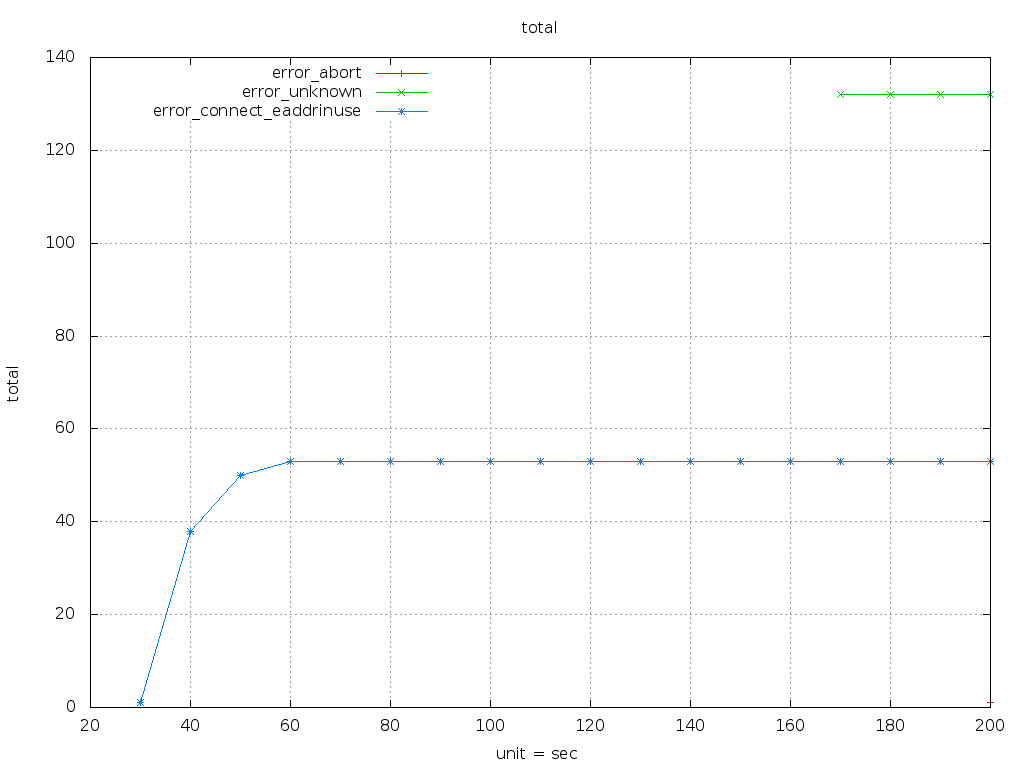 total
error_abort
error_unknown
error_connect_eaddrinuse
140
120
100
80
60
40
20
0
total
20 40 60 80 100 120 140 160 180 200
unit = sec